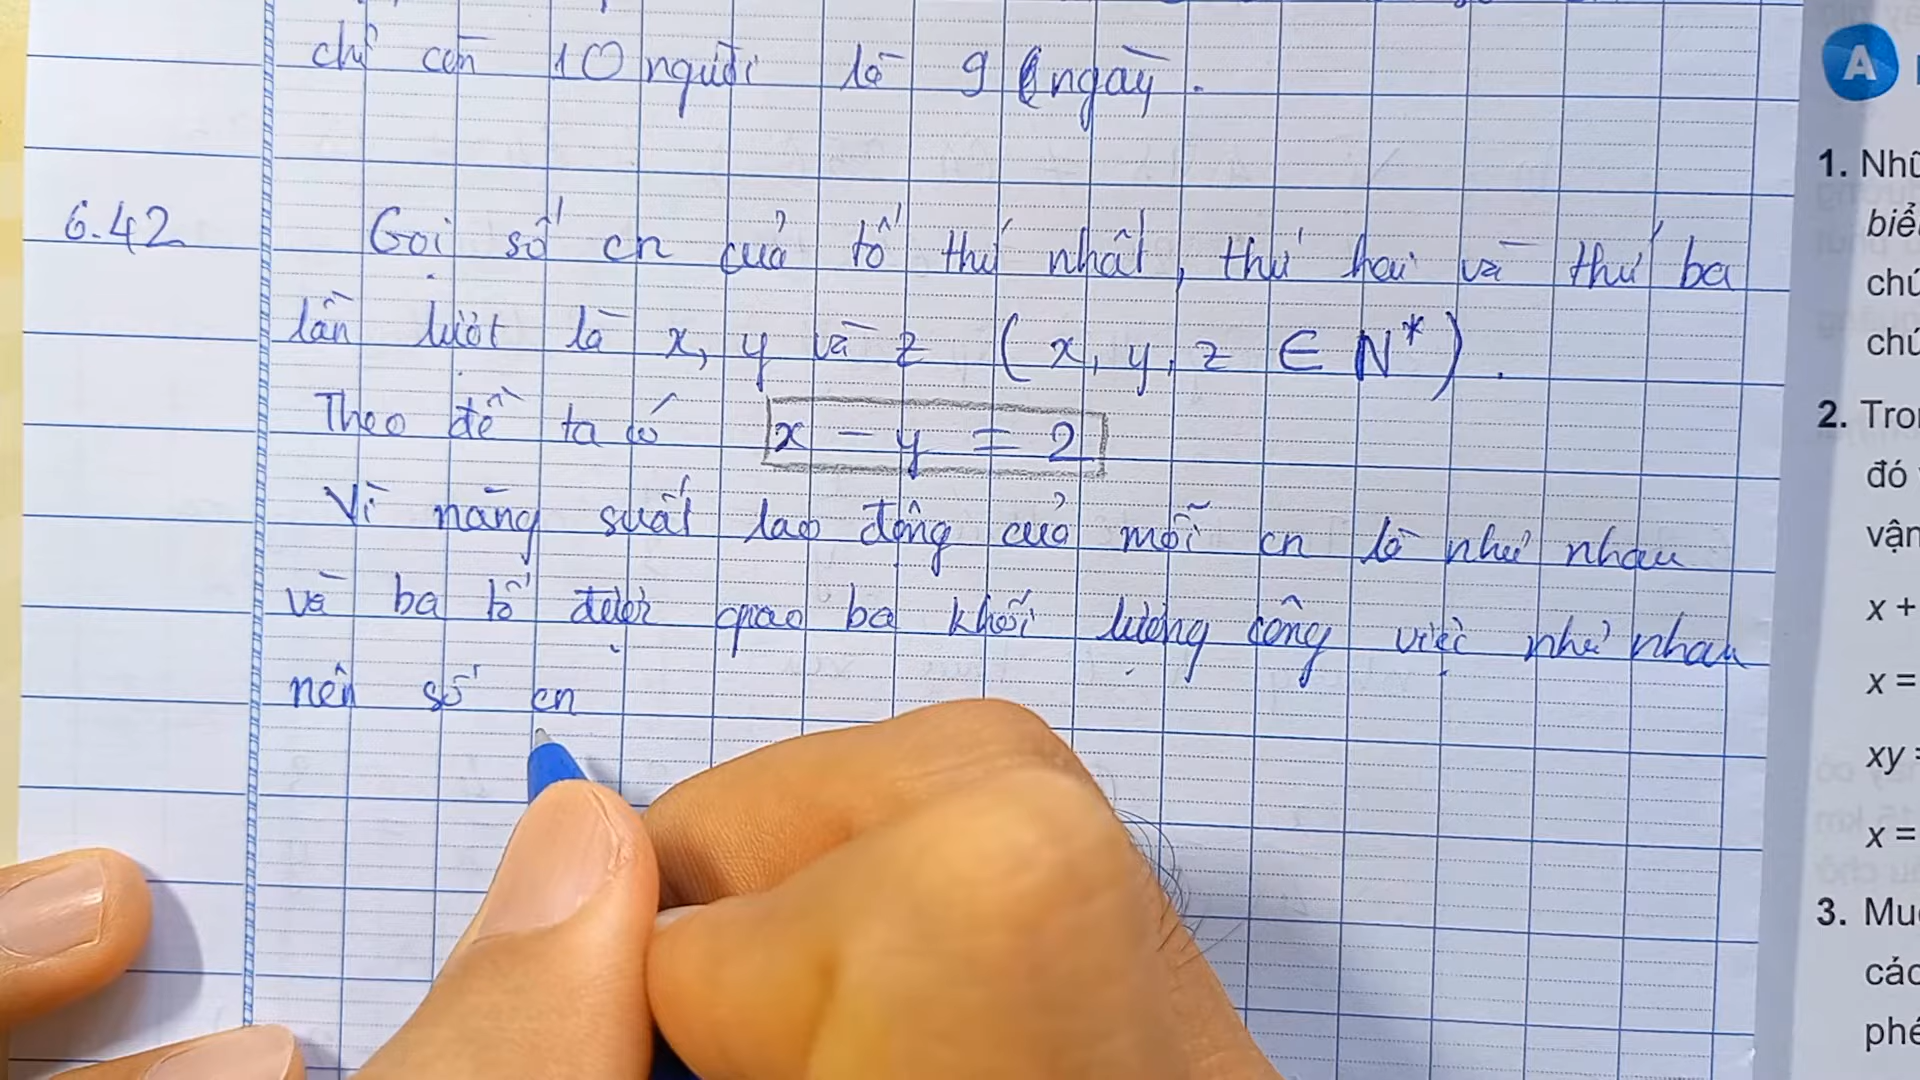 chỉ cần 10 người là 9 ngày.
6.42 Gọi số cn của tổ thứ nhất, thứ hai và thứ ba
lần lượt là x, y và z (x, y, z ∈ N*).
Theo đề ta có x - y = 2
Vì năng suất lao động của mỗi cn là như nhau
và ba tổ được giao ba khối lượng công việc như nhau
nên số cn
A
1. Nhữ
biể
chú
chú
2. Tro
đó
vận
x +
x =
xy =
x =
3. Mu
các
phé